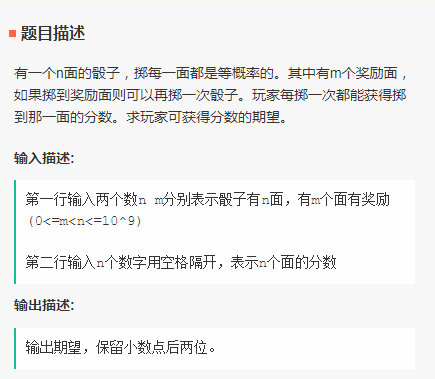 题目描述
有一个n面的骰子，掷每一面都是等概率的。其中有m个奖励面，
如果掷到奖励面则可以再掷一次骰子。玩家每掷一次都能获得掷
到那一面的分数。求玩家可获得分数的期望。
输入描述:
第一行输入两个数n m分别表示骰子有n面，有m个面有奖励
(0<=m<n<=10^9)
第二行输入n个数字用空格隔开，表示n个面的分数
输出描述:
输出期望，保留小数点后两位。